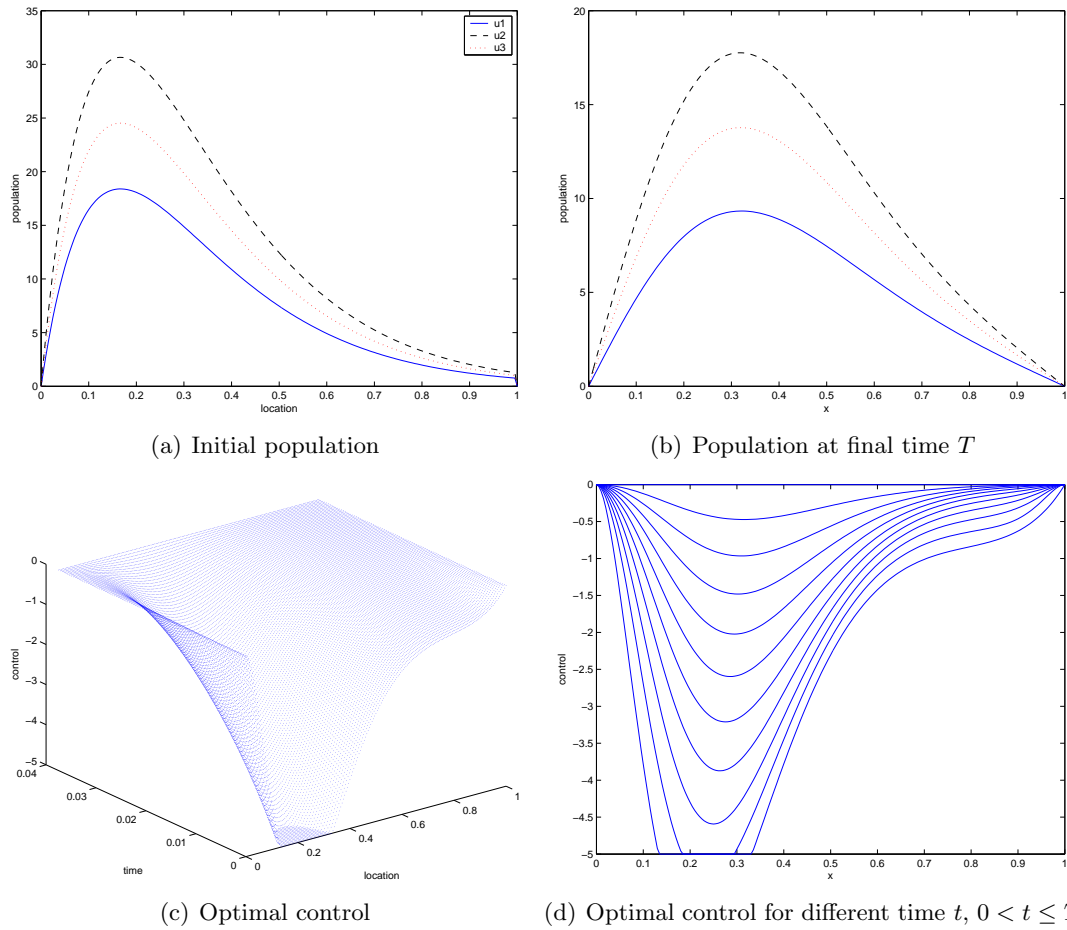 35
30
25
20
15
10
5
0
population
0 0.1 0.2 0.3 0.4 0.5 0.6 0.7 0.8 0.9 1
location
u1
u2
u3
(a) Initial population
20
15
10
5
0
population
0 0.1 0.2 0.3 0.4 0.5 0.6 0.7 0.8 0.9 1
x
(b) Population at final time T
0
−1
−2
−3
−4
−5
control
0.04
0.03
0.02
0.01
0
time
0
0.2
0.4
0.6
0.8
1
location
(c) Optimal control
0
−0.5
−1
−1.5
−2
−2.5
−3
−3.5
−4
−4.5
−5
control
0 0.1 0.2 0.3 0.4 0.5 0.6 0.7 0.8 0.9 1
x
(d) Optimal control for different time t, 0 < t ≤